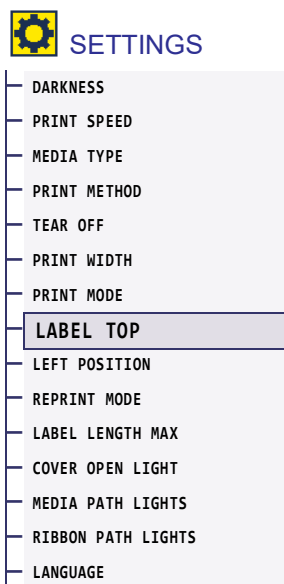 SETTINGS
DARKNESS
PRINT SPEED
MEDIA TYPE
PRINT METHOD
TEAR OFF
PRINT WIDTH
PRINT MODE
LABEL TOP
LEFT POSITION
REPRINT MODE
LABEL LENGTH MAX
COVER OPEN LIGHT
MEDIA PATH LIGHTS
RIBBON PATH LIGHTS
LANGUAGE